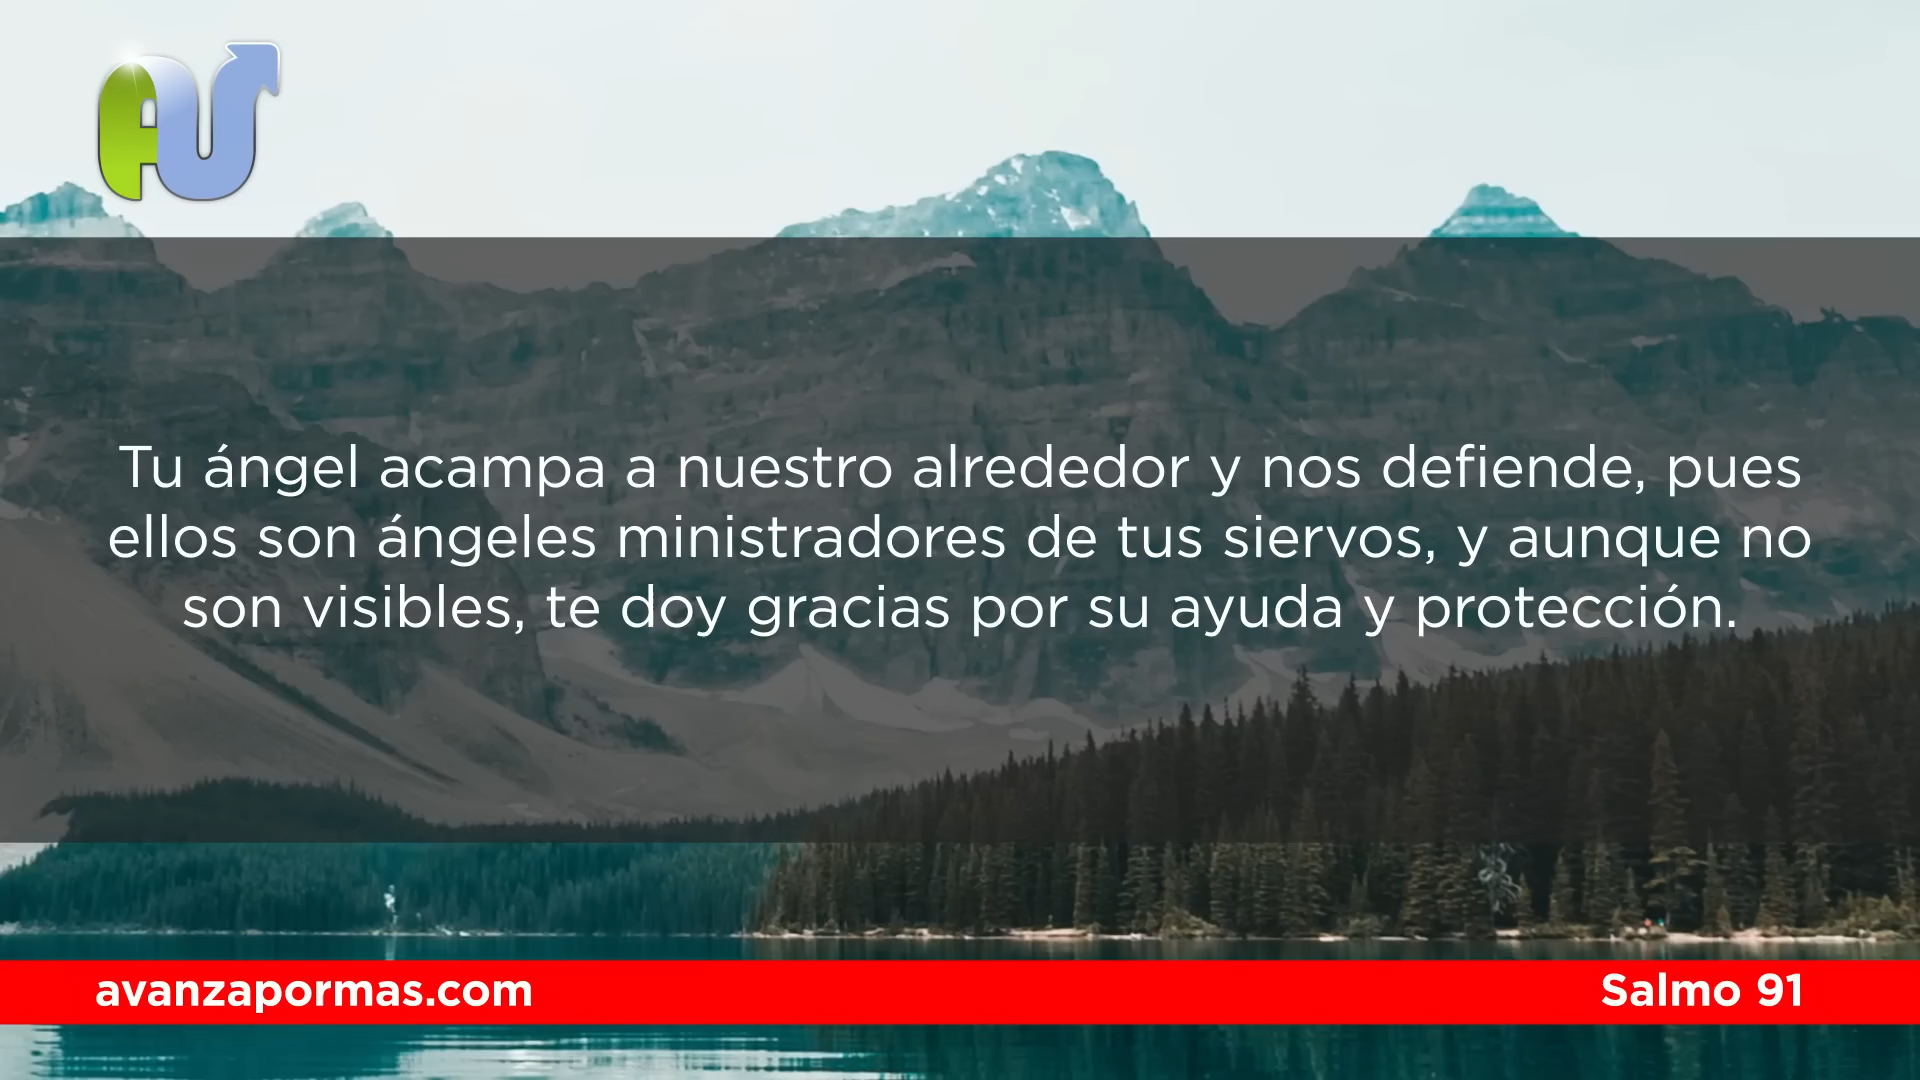 Tu ángel acampa a nuestro alrededor y nos defiende, pues
ellos son ángeles ministradores de tus siervos, y aunque no
son visibles, te doy gracias por su ayuda y protección.
avanzapormas.com
Salmo 91